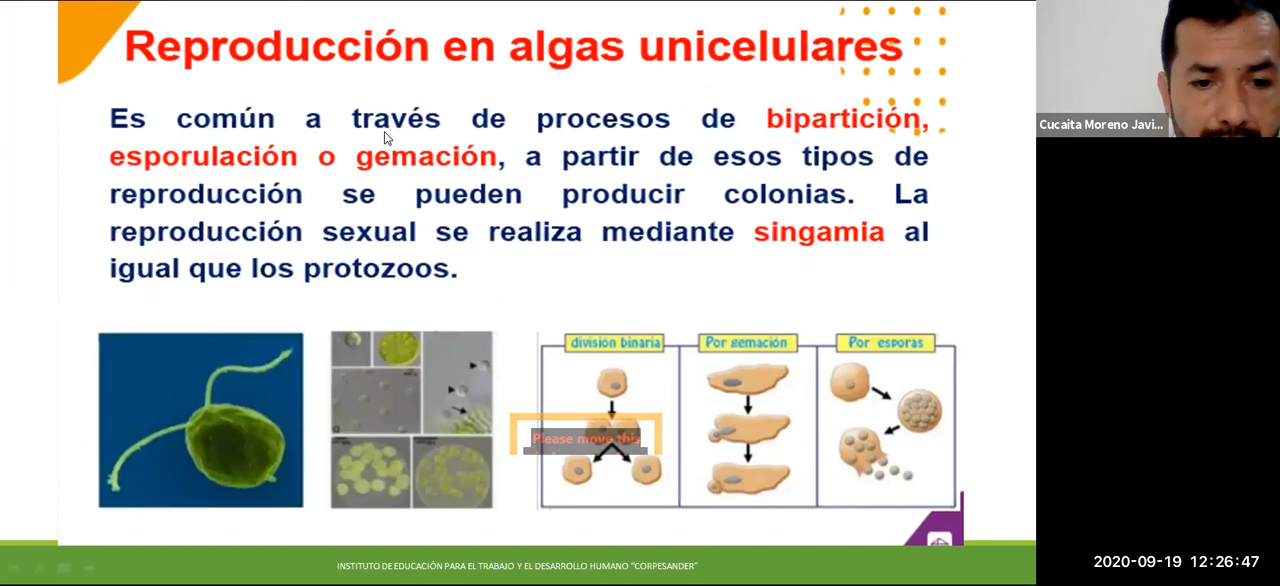 Reproducción en algas unicelulares
Es común a través de procesos de bipartición,
esporulación o gemación, a partir de esos tipos de
reproducción se pueden producir colonias. La
reproducción sexual se realiza mediante singamia al
igual que los protozoos.
división binaria
Por gemación
Por esporas
Please move this
INSTITUTO DE EDUCACIÓN PARA EL TRABAJO Y EL DESARROLLO HUMANO "CORPESANDER"
Cucaita Moreno Javi...
2020-09-19 12:26:47